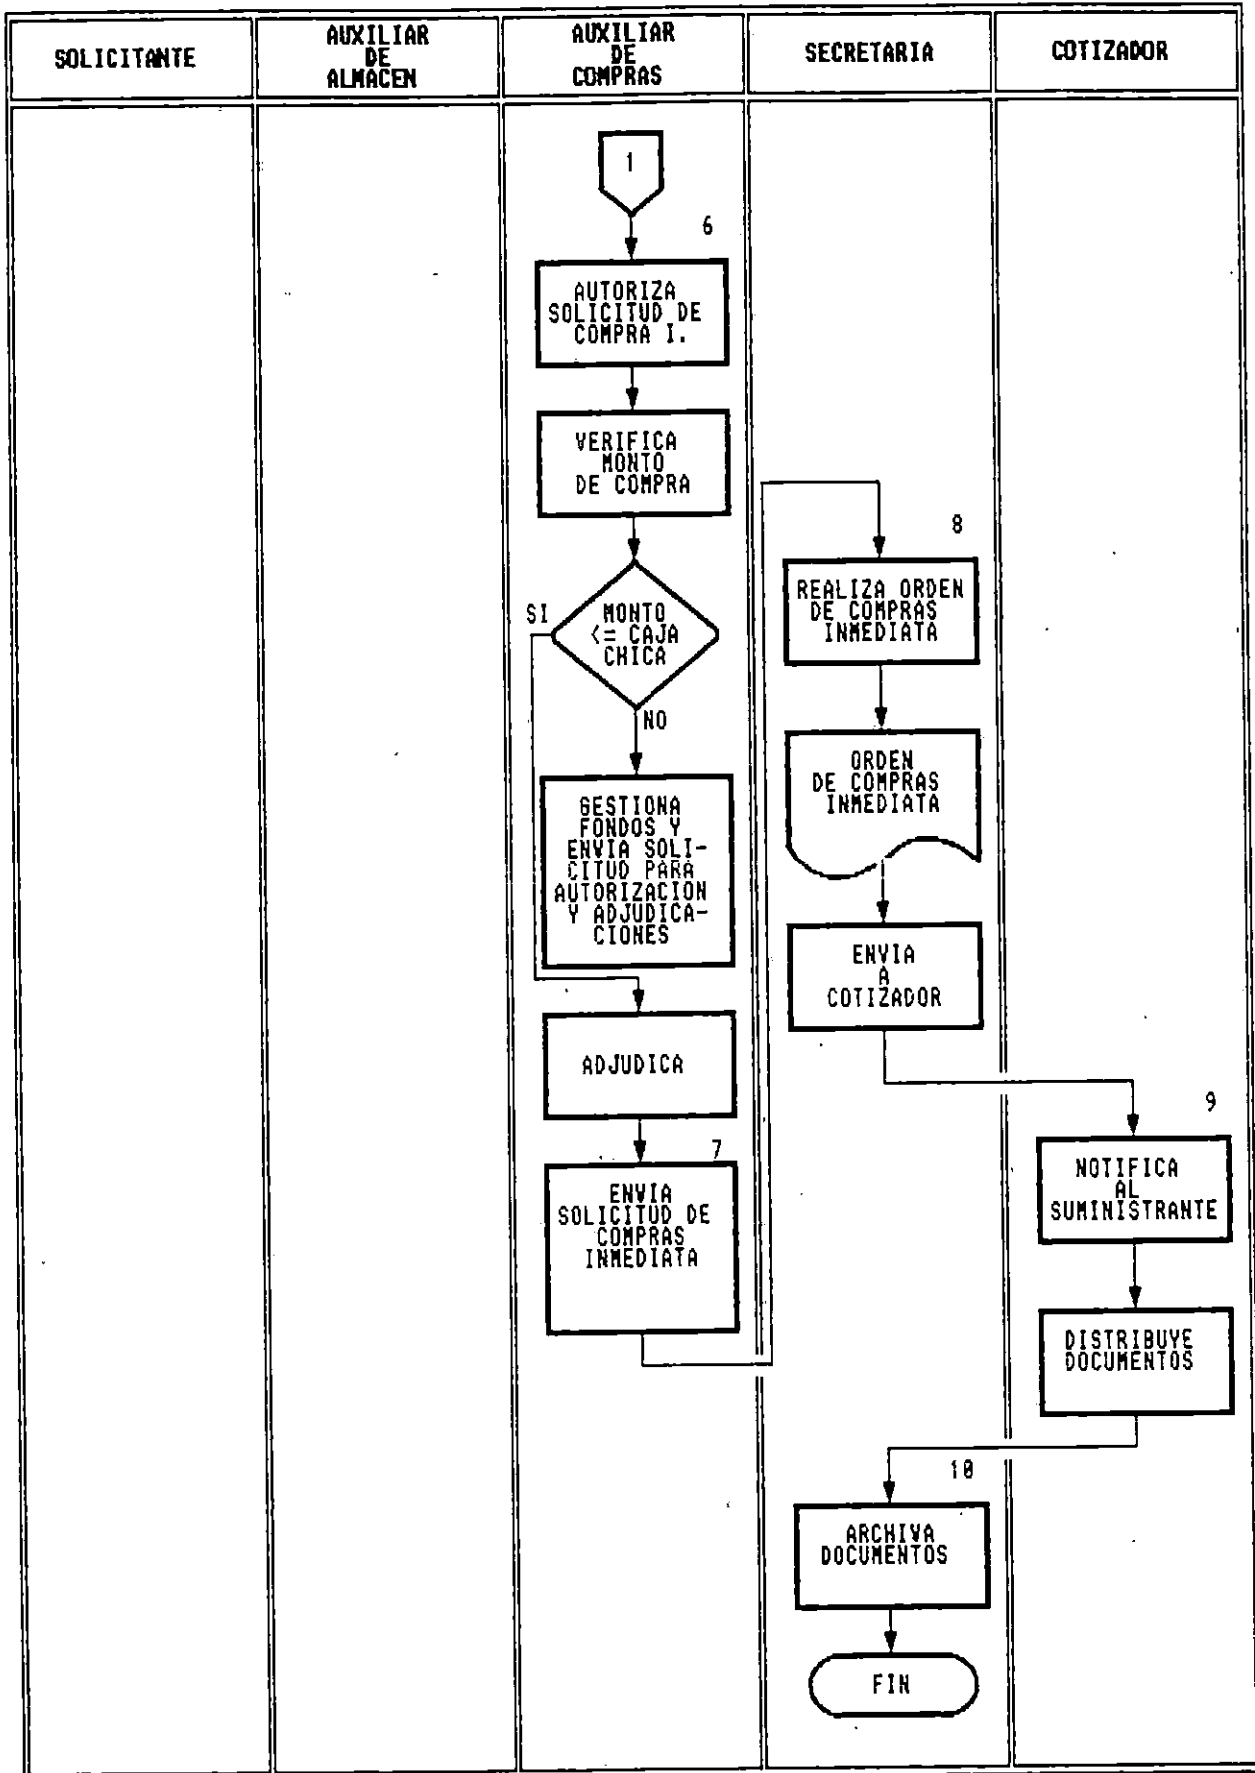 SOLICITANTE
AUXILIAR
DE
ALMACEN
AUXILIAR
DE
COMPRAS
SECRETARIA
COTIZADOR
1
6
AUTORIZA
SOLICITUD DE
COMPRA I.
VERIFICA
MONTO
DE COMPRA
SI
MONTO
<= CAJA
CHICA
NO
GESTIONA
FONDOS Y
ENVIA SOLI-
CITUD PARA
AUTORIZACION
Y ADJUDICA-
CIONES
ADJUDICA
7
ENVIA
SOLICITUD DE
COMPRAS
INMEDIATA
8
REALIZA ORDEN
DE COMPRAS
INMEDIATA
ORDEN
DE COMPRAS
INMEDIATA
ENVIA
A
COTIZADOR
9
NOTIFICA
AL
SUMINISTRANTE
DISTRIBUYE
DOCUMENTOS
10
ARCHIVA
DOCUMENTOS
FIN